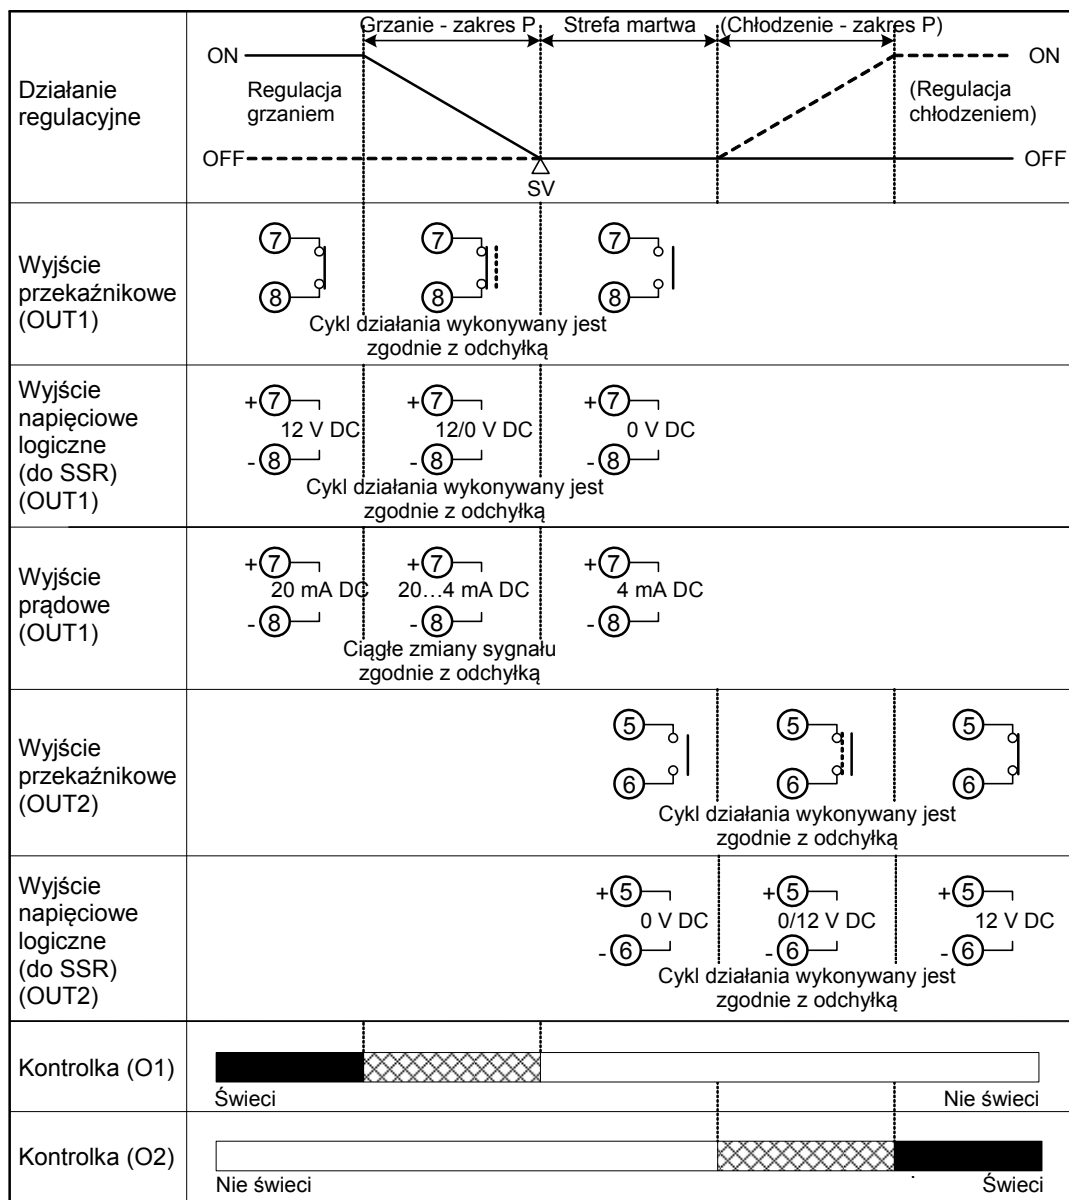 Działanie
regulacyjne
Grzanie - zakres P
Strefa martwa
(Chłodzenie - zakres P)
ON
ON
Regulacja
grzaniem
(Regulacja
chłodzeniem)
OFF
OFF
SV
Wyjście
przekaźnikowe
(OUT1)
7
7
7
8
8
8
Cykl działania wykonywany jest
zgodnie z odchyłką
Wyjście
napięciowe
logiczne
(do SSR)
(OUT1)
+ 7
+ 7
+ 7
12 V DC
12/0 V DC
0 V DC
- 8
- 8
- 8
Cykl działania wykonywany jest
zgodnie z odchyłką
Wyjście
prądowe
(OUT1)
+ 7
+ 7
+ 7
20 mA DC
20...4 mA DC
4 mA DC
- 8
- 8
- 8
Ciągłe zmiany sygnału
zgodnie z odchyłką
Wyjście
przekaźnikowe
(OUT2)
5
5
5
6
6
6
Cykl działania wykonywany jest
zgodnie z odchyłką
Wyjście
napięciowe
logiczne
(do SSR)
(OUT2)
+ 5
+ 5
+ 5
0 V DC
0/12 V DC
12 V DC
- 6
- 6
- 6
Cykl działania wykonywany jest
zgodnie z odchyłką
Kontrolka (O1)
Świeci
Nie świeci
Kontrolka (O2)
Nie świeci
Świeci